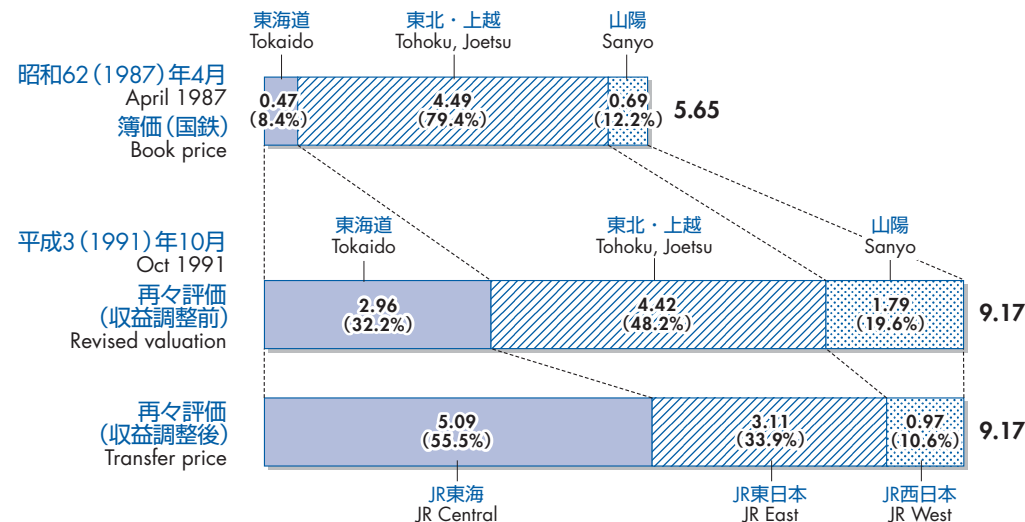 東海道
Tokaido
東北・上越
Tohoku, Joetsu
山陽
Sanyo
昭和62(1987)年4月
April 1987
簿価(国鉄)
Book price
0.47
(8.4%)
4.49
(79.4%)
0.69
(12.2%)
5.65
東海道
Tokaido
東北・上越
Tohoku, Joetsu
山陽
Sanyo
平成3(1991)年10月
Oct 1991
再々評価
(収益調整前)
Revised valuation
2.96
(32.2%)
4.42
(48.2%)
1.79
(19.6%)
9.17
再々評価
(収益調整後)
Transfer price
5.09
(55.5%)
3.11
(33.9%)
0.97
(10.6%)
9.17
JR東海
JR Central
JR東日本
JR East
JR西日本
JR West